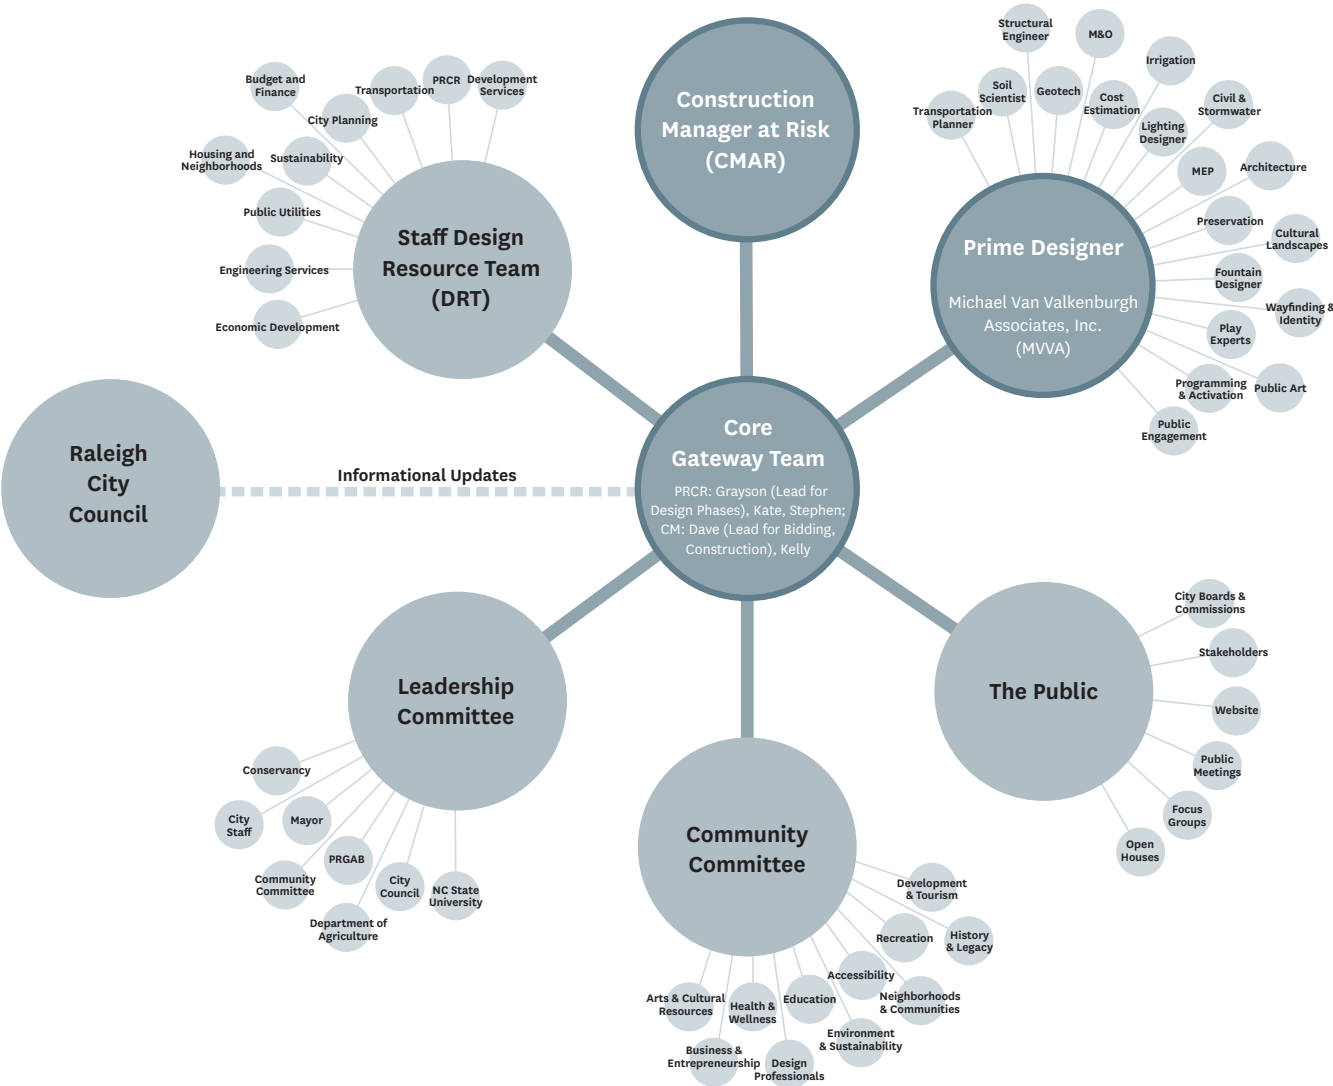 Construction
Manager at Risk
(CMAR)
Staff Design
Resource Team
(DRT)
Budget and
Finance
City Planning
Transportation
PRCR
Development
Services
Housing and
Neighborhoods
Sustainability
Public Utilities
Engineering Services
Economic Development
Prime Designer
Michael Van Valkenburgh
Associates, Inc.
(MVVA)
Structural
Engineer
M&O
Irrigation
Soil
Scientist
Geotech
Cost
Estimation
Transportation
Planner
Civil &
Stormwater
Lighting
Designer
MEP
Architecture
Preservation
Cultural
Landscapes
Fountain
Designer
Wayfinding &
Identity
Play
Experts
Programming
& Activation
Public Art
Public
Engagement
Raleigh
City
Council
Informational Updates
Core
Gateway Team
PRCR: Grayson (Lead for
Design Phases), Kate, Stephen;
CM: Dave (Lead for Bidding,
Construction), Kelly
Leadership
Committee
Conservancy
City
Staff
Mayor
PRGAB
Community
Committee
City
Council
NC State
University
Department of
Agriculture
Community
Committee
Development
& Tourism
History
& Legacy
Recreation
Accessibility
Neighborhoods
& Communities
Education
Environment
& Sustainability
Arts & Cultural
Resources
Health &
Wellness
Business &
Entrepreneurship
Design
Professionals
The Public
City Boards &
Commissions
Stakeholders
Website
Public
Meetings
Focus
Groups
Open
Houses